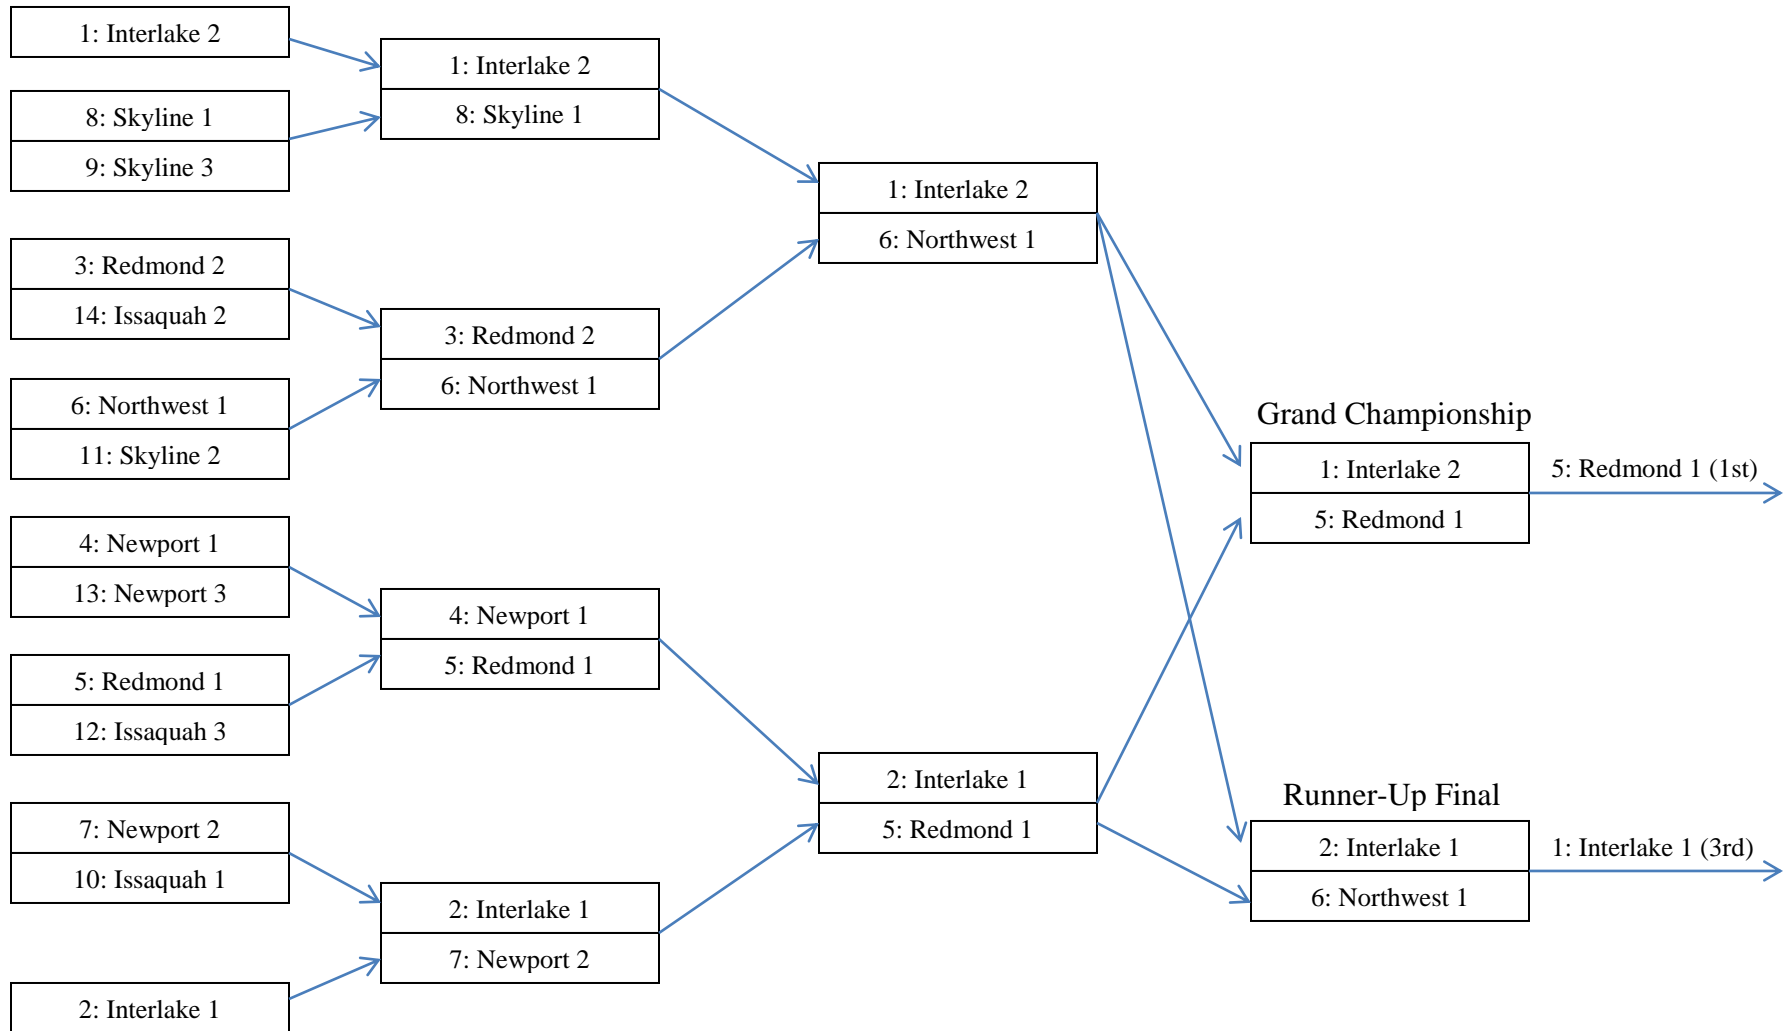 1: Interlake 2
8: Skyline 1
9: Skyline 3
3: Redmond 2
14: Issaquah 2
6: Northwest 1
11: Skyline 2
4: Newport 1
13: Newport 3
5: Redmond 1
12: Issaquah 3
7: Newport 2
10: Issaquah 1
2: Interlake 1
1: Interlake 2
8: Skyline 1
3: Redmond 2
6: Northwest 1
4: Newport 1
5: Redmond 1
2: Interlake 1
7: Newport 2
1: Interlake 2
6: Northwest 1
2: Interlake 1
5: Redmond 1
Grand Championship
1: Interlake 2
5: Redmond 1
5: Redmond 1 (1st)
Runner-Up Final
2: Interlake 1
6: Northwest 1
1: Interlake 1 (3rd)